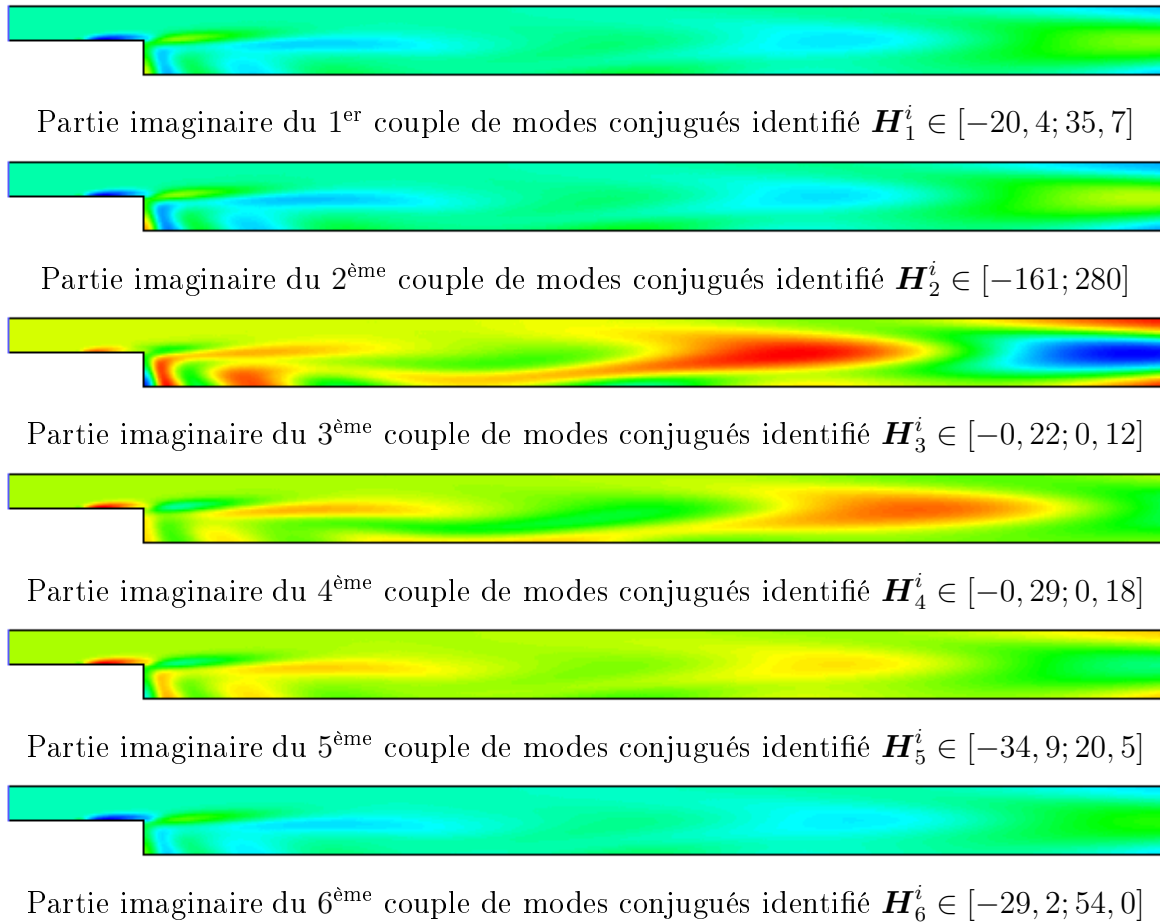 Partie imaginaire du 1er couple de modes conjugués identifié H₁ⁱ ∈ [−20, 4; 35, 7]
Partie imaginaire du 2ème couple de modes conjugués identifié H₂ⁱ ∈ [−161; 280]
Partie imaginaire du 3ème couple de modes conjugués identifié H₃ⁱ ∈ [−0, 22; 0, 12]
Partie imaginaire du 4ème couple de modes conjugués identifié H₄ⁱ ∈ [−0, 29; 0, 18]
Partie imaginaire du 5ème couple de modes conjugués identifié H₅ⁱ ∈ [−34, 9; 20, 5]
Partie imaginaire du 6ème couple de modes conjugués identifié H₆ⁱ ∈ [−29, 2; 54, 0]